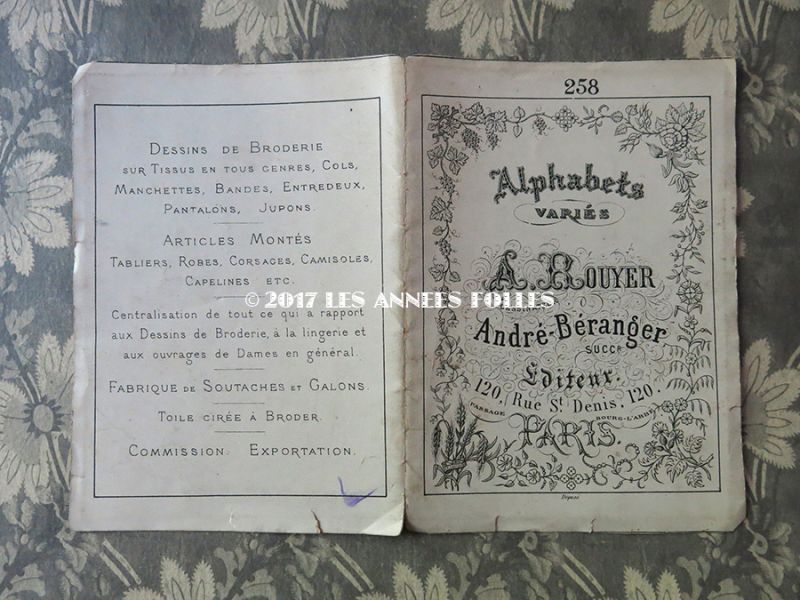 Dessins de Broderie
sur Tissus en tous genres, Cols,
Manchettes, Bandes, Entredeux,
Pantalons, Jupons.
Articles Montés
Tabliers, Robes, Corsages, Camisoles,
Capelines etc.
Centralisation de tout ce qui a rapport
aux Dessins de Broderie, à la lingerie et
aux ouvrages de Dames en général.
Fabrique de Soutaches et Galons.
Toile cirée à Broder.
Commission. Exportation.
258
Alphabets
VARIÉS
A. ROUYER
André-Béranger
SUCCR
Éditeur.
120, Rue St Denis, 120.
PASSAGE BOURG-L'ABBÉ
PARIS.
Déposé
© 2017 LES ANNEES FOLLES